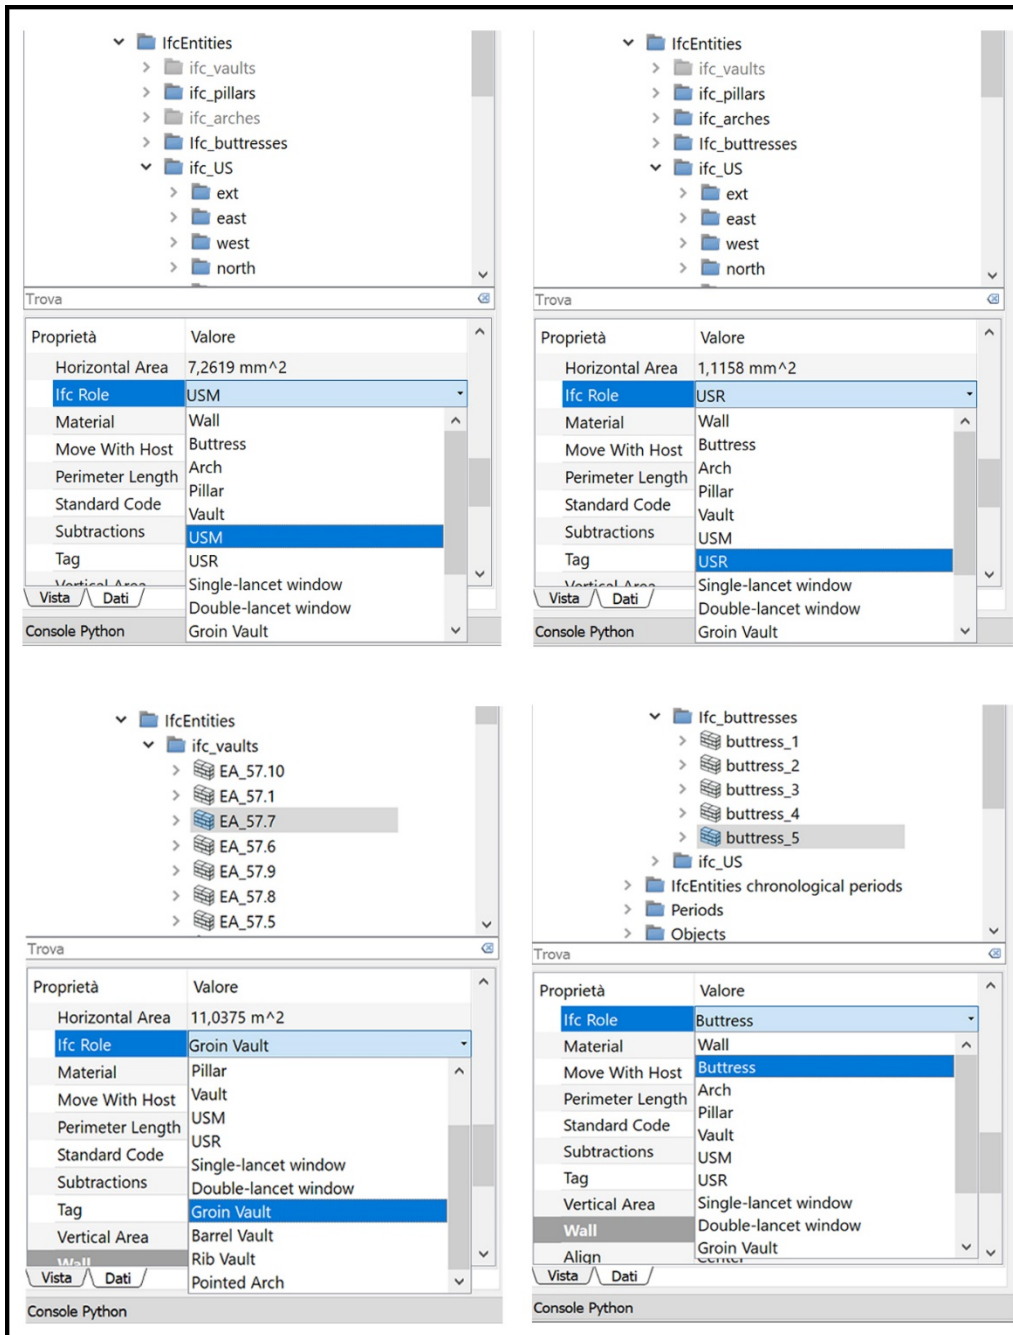 IfcEntities
ifc_vaults
ifc_pillars
ifc_arches
Ifc_buttresses
ifc_US
ext
east
west
north
Trova
Proprietà Valore
Horizontal Area 7,2619 mm^2
Ifc Role USM
Material Wall
Move With Host Buttress
Perimeter Length Arch
Standard Code Pillar
Subtractions Vault
Tag USM
Vertical Area USR
Single-lancet window
Double-lancet window
Groin Vault
Vista Dati
Console Python
IfcEntities
ifc_vaults
ifc_pillars
ifc_arches
Ifc_buttresses
ifc_US
ext
east
west
north
Trova
Proprietà Valore
Horizontal Area 1,1158 mm^2
Ifc Role USR
Material Wall
Move With Host Buttress
Perimeter Length Arch
Standard Code Pillar
Subtractions Vault
Tag USM
Vertical Area USR
Single-lancet window
Double-lancet window
Groin Vault
Vista Dati
Console Python
IfcEntities
ifc_vaults
EA_57.10
EA_57.1
EA_57.7
EA_57.6
EA_57.9
EA_57.8
EA_57.5
Trova
Proprietà Valore
Horizontal Area 11,0375 m^2
Ifc Role Groin Vault
Material Pillar
Move With Host Vault
Perimeter Length USM
Standard Code USR
Subtractions Single-lancet window
Tag Double-lancet window
Vertical Area Groin Vault
Wall Barrel Vault
Rib Vault
Pointed Arch
Vista Dati
Console Python
Ifc_buttresses
buttress_1
buttress_2
buttress_3
buttress_4
buttress_5
ifc_US
IfcEntities chronological periods
Periods
Objects
Trova
Proprietà Valore
Ifc Role Buttress
Material Wall
Move With Host Buttress
Perimeter Length Arch
Standard Code Pillar
Subtractions Vault
Tag USM
Vertical Area USR
Wall Single-lancet window
Align Double-lancet window
Groin Vault
Center
Vista Dati
Console Python